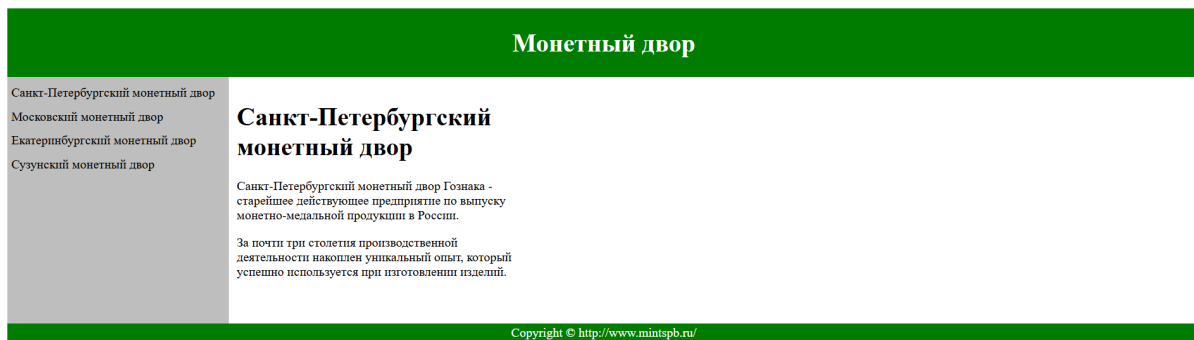 Монетный двор
Санкт-Петербургский монетный двор
Московский монетный двор
Екатеринбургский монетный двор
Сузунский монетный двор
Санкт-Петербургский
монетный двор
Санкт-Петербургский монетный двор Гознака -
старейшее действующее предприятие по выпуску
монетно-медальной продукции в России.
За почти три столетия производственной
деятельности накоплен уникальный опыт, который
успешно используется при изготовлении изделий.
Copyright © http://www.mintspb.ru/